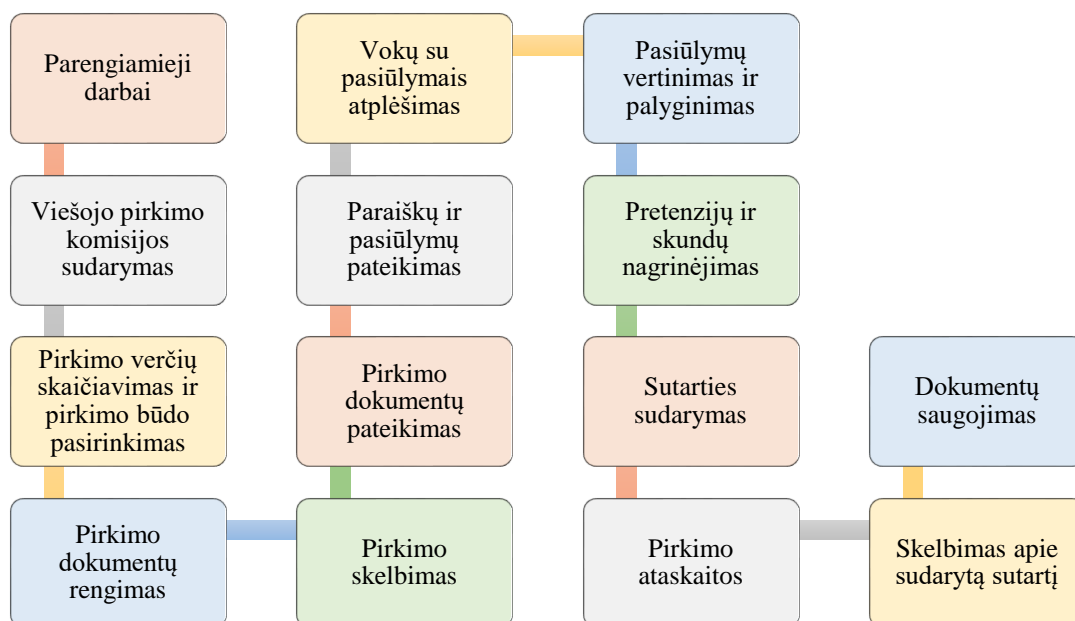 Parengiamieji
darbai
Viešojo pirkimo
komisijos
sudarymas
Pirkimo verčių
skaičiavimas ir
pirkimo būdo
pasirinkimas
Pirkimo
dokumentų
rengimas
Pirkimo
skelbimas
Pirkimo
dokumentų
pateikimas
Paraiškų ir
pasiūlymų
pateikimas
Vokų su
pasiūlymais
atplėšimas
Pasiūlymų
vertinimas ir
palyginimas
Pretenzijų ir
skundų
nagrinėjimas
Sutarties
sudarymas
Pirkimo
ataskaitos
Skelbimas apie
sudarytą sutartį
Dokumentų
saugojimas